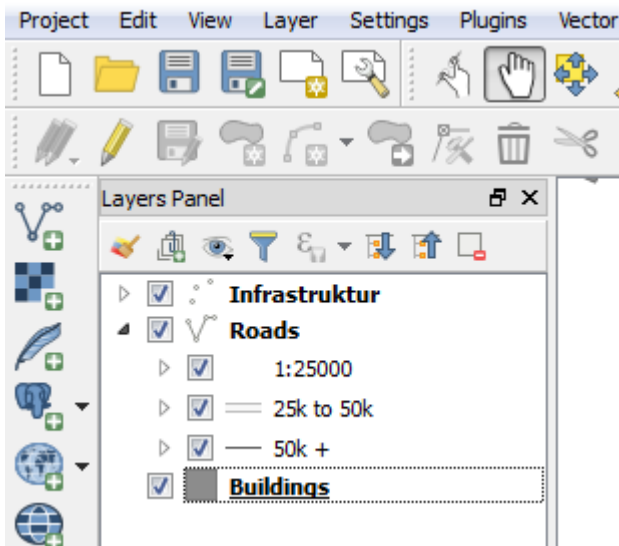 Project Edit View Layer Settings Plugins Vector
Layers Panel
Infrastruktur
Roads
1:25000
25k to 50k
50k +
Buildings